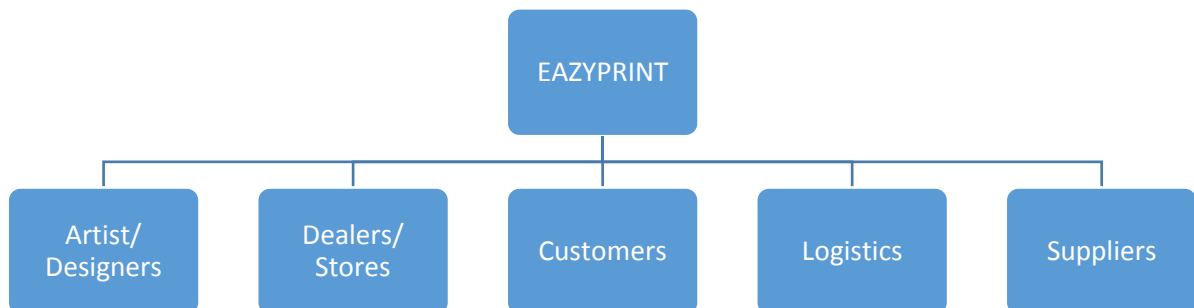 EAZYPRINT
Artist/
Designers
Dealers/
Stores
Customers
Logistics
Suppliers